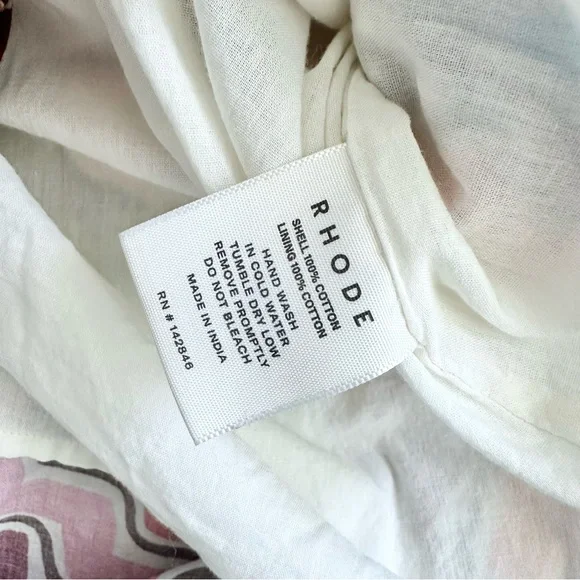 RHODE
SHELL 100% COTTON
LINING 100% COTTON
HAND WASH
IN COLD WATER
TUMBLE DRY LOW
REMOVE PROMPTLY
DO NOT BLEACH
MADE IN INDIA
RN # 142846